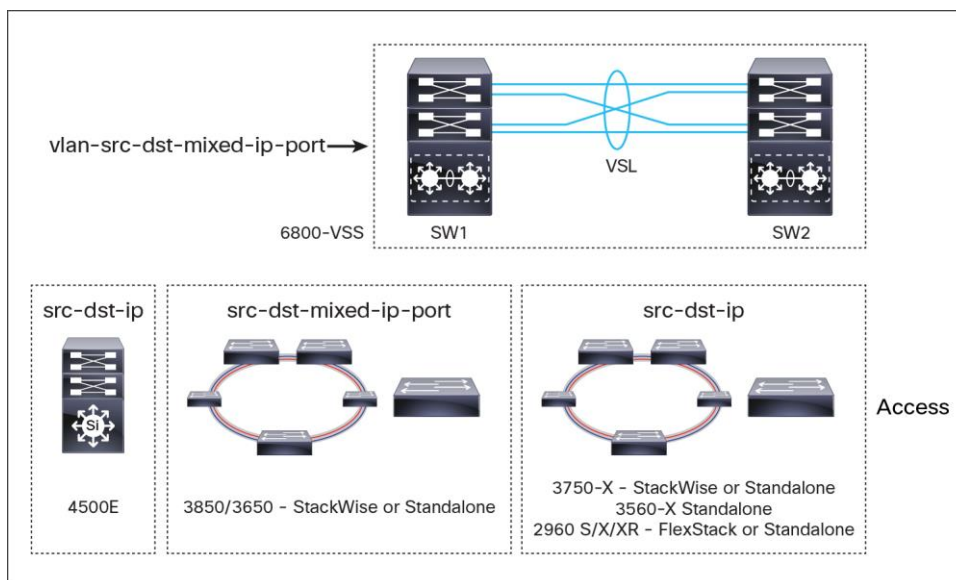 vlan-src-dst-mixed-ip-port
VSL
6800-VSS
SW1
SW2
src-dst-ip
src-dst-mixed-ip-port
src-dst-ip
Si
Access
4500E
3850/3650 - StackWise or Standalone
3750-X - StackWise or Standalone
3560-X Standalone
2960 S/X/XR - FlexStack or Standalone